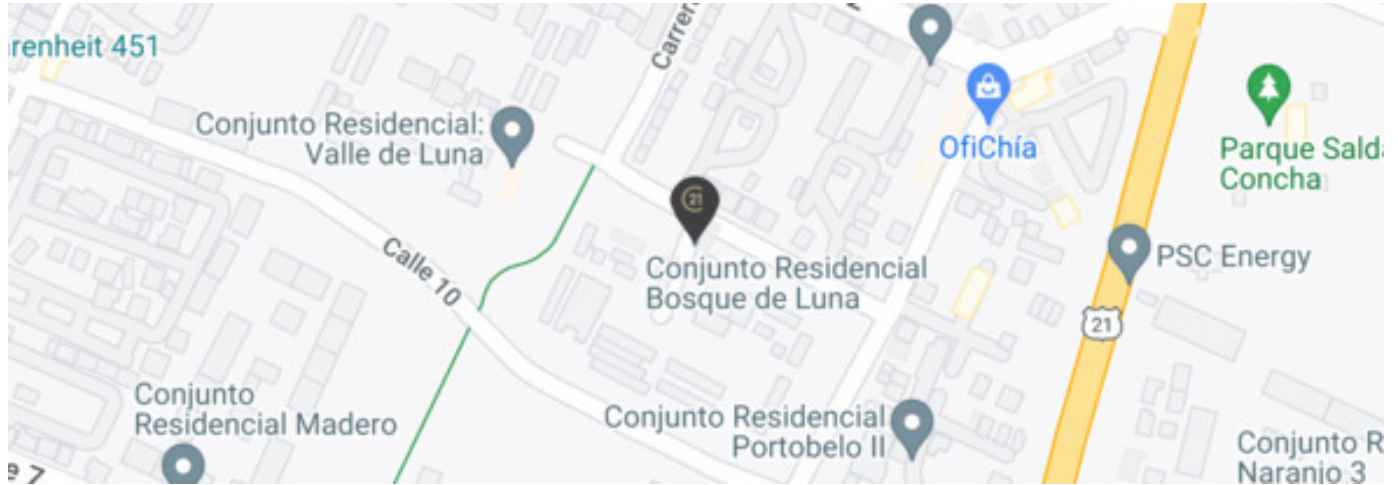 renheit 451
Carrer
Conjunto Residencial:
Valle de Luna
OfiChía
Parque Salda
Concha
21
Conjunto Residencial
Bosque de Luna
PSC Energy
Calle 10
21
Conjunto
Residencial Madero
Conjunto Residencial
Portobelo II
Conjunto R
Naranjo 3
e 7